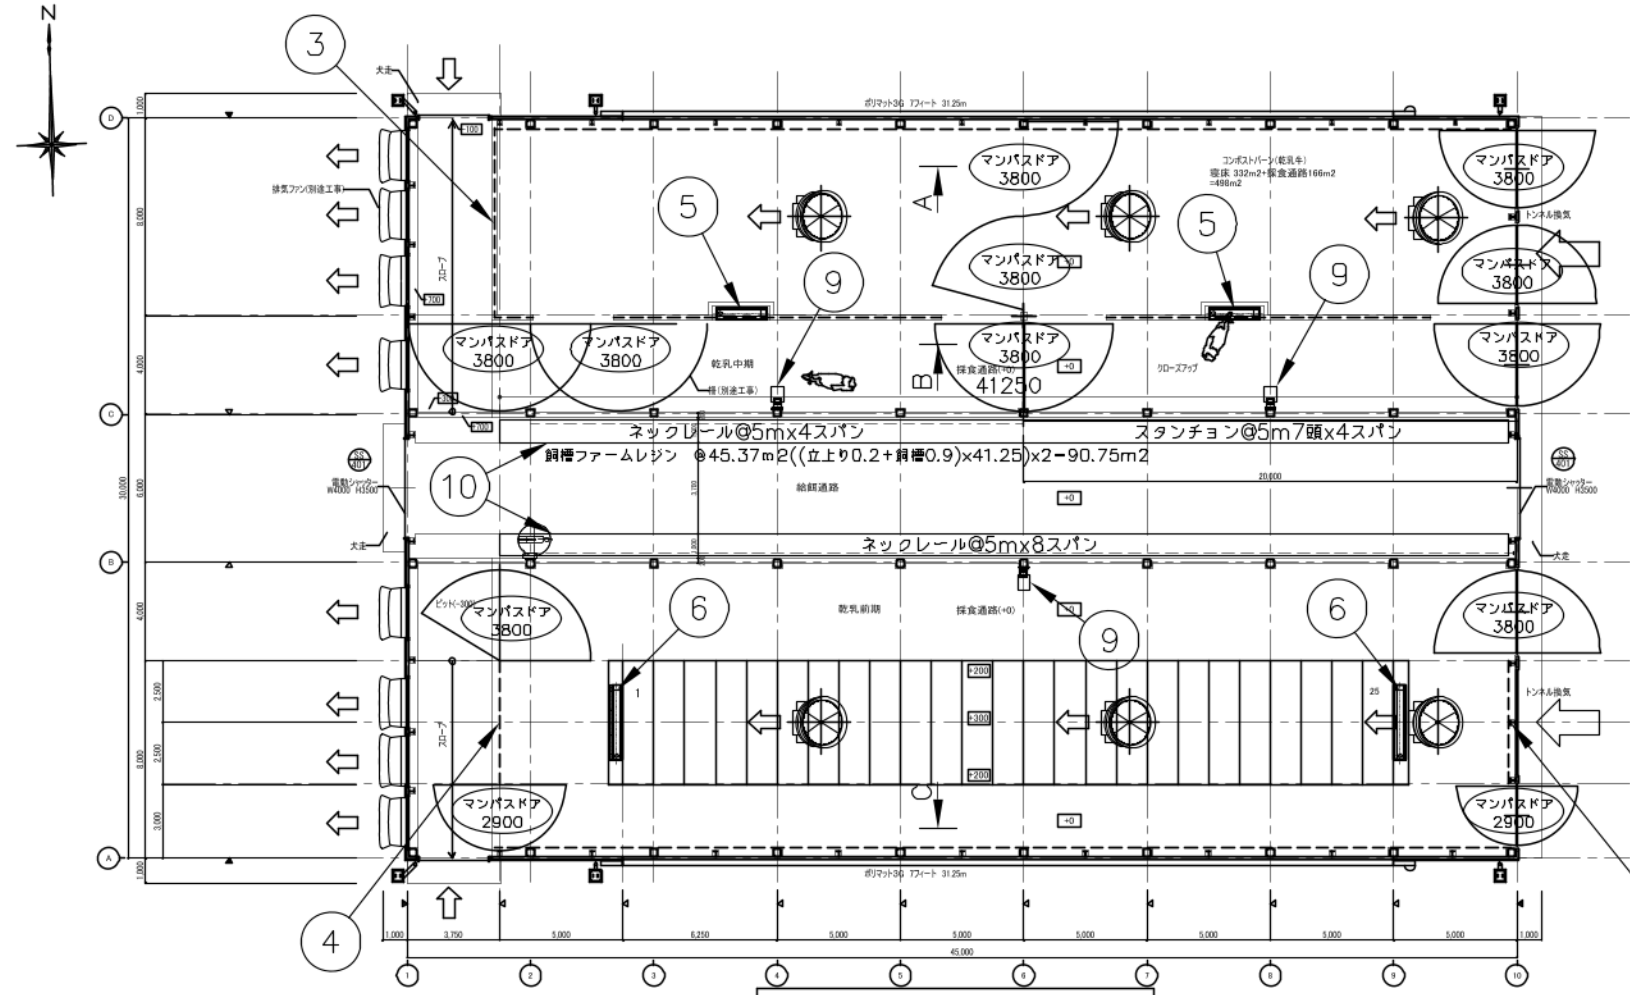 N
3
犬走
ポリマット3G 7フィート 31.25m
D
1,000
-100
マンパスドア
3800
コンポストバーン(乾乳牛)
寝床 332m2+採食通路166m2
=498m2
マンパスドア
3800
排気ファン(別途工事)
5
A
5
トンネル換気
8,000
スロープ
マンパスドア
3800
+0
マンパスドア
3800
9
9
-700
マンパスドア
3800
マンパスドア
3800
マンパスドア
3800
マンパスドア
3800
4,000
乾乳中期
柵(別途工事)
B
採食通路(+0)
+0
41250
クローズアップ
C
-700
ネックレール@5mx4スパン
スタンチョン@5m7頭x4スパン
飼槽ファームレジン @45.37m2((立上り0.2+飼槽0.9)x41.25)x2=90.75m2
SS
401
SS
401
電動シャッター
W4000 H3500
電動シャッター
W4000 H3500
30,000
6,000
10
3,700
給餌通路
+0
20,000
犬走
1,000
ネックレール@5mx8スパン
犬走
B
200
4,000
ピット(-300)
マンパスドア
3800
6
乾乳前期
採食通路(+0)
+0
9
6
マンパスドア
3800
2,500
1
+200
25
トンネル換気
スロープ
+300
8,000
2,500
+200
3,000
マンパスドア
2900
C
+0
マンパスドア
2900
A
1,000
ポリマット3G 7フィート 31.25m
4
1,000
3,750
5,000
6,250
5,000
5,000
5,000
5,000
5,000
5,000
1,000
45,000
1
2
3
4
5
6
7
8
9
10